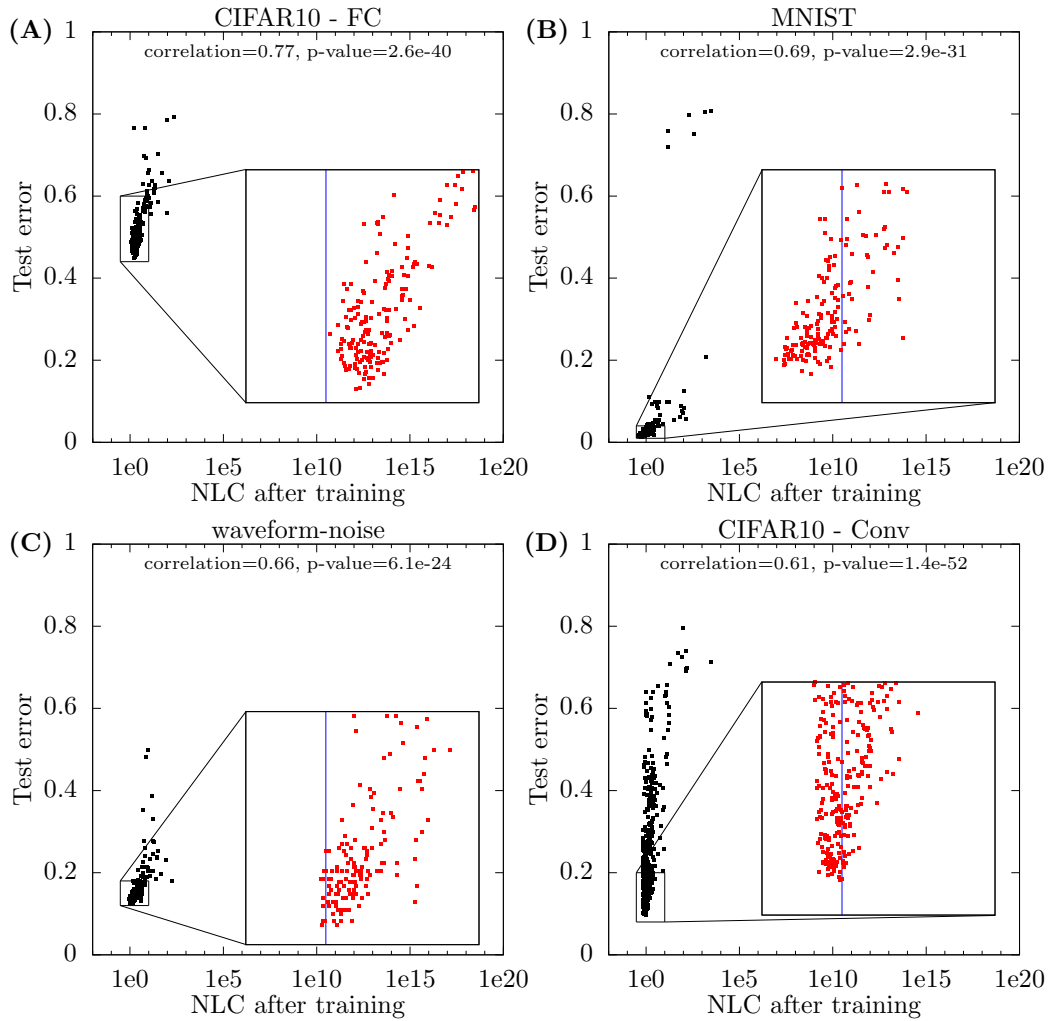 (A) CIFAR10 - FC
correlation=0.77, p-value=2.6e-40
1
0.8
0.6
0.4
0.2
0
Test error
1e0 1e5 1e10 1e15 1e20
NLC after training
(B) MNIST
correlation=0.69, p-value=2.9e-31
1
0.8
0.6
0.4
0.2
0
Test error
1e0 1e5 1e10 1e15 1e20
NLC after training
(C) waveform-noise
correlation=0.66, p-value=6.1e-24
1
0.8
0.6
0.4
0.2
0
Test error
1e0 1e5 1e10 1e15 1e20
NLC after training
(D) CIFAR10 - Conv
correlation=0.61, p-value=1.4e-52
1
0.8
0.6
0.4
0.2
0
Test error
1e0 1e5 1e10 1e15 1e20
NLC after training